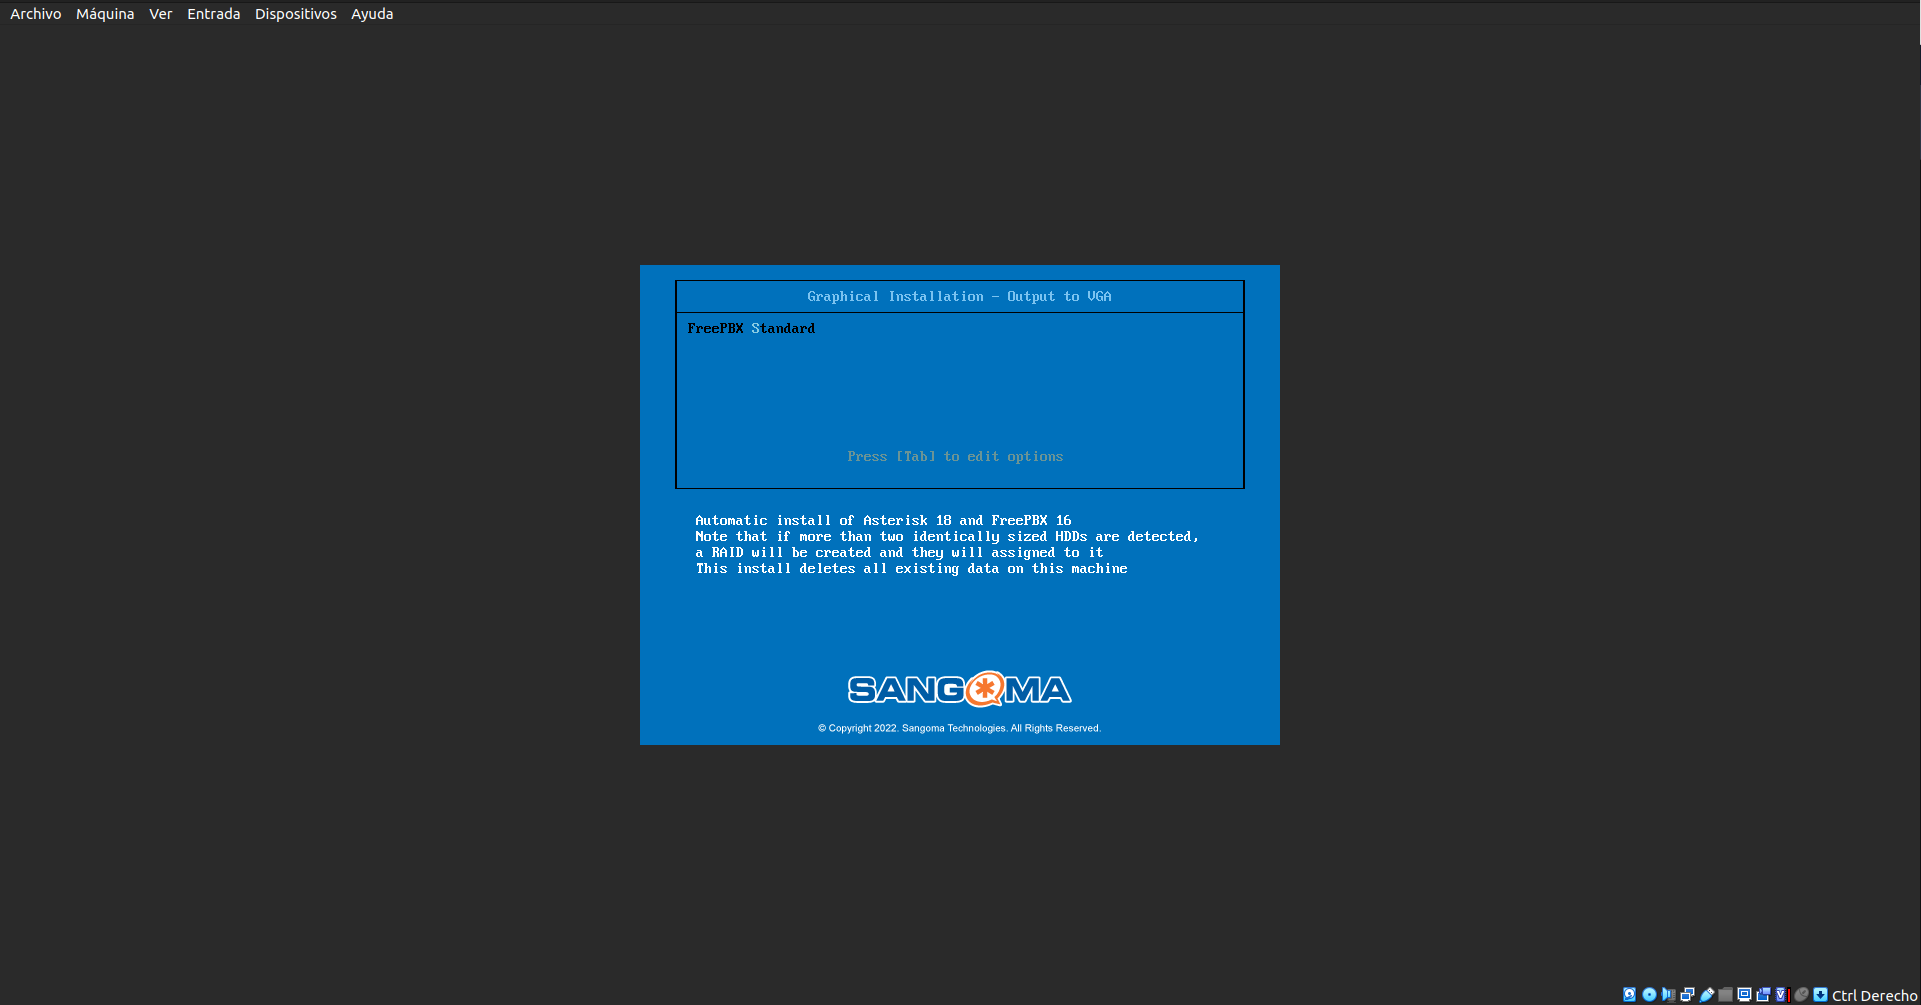 Archivo Máquina Ver Entrada Dispositivos Ayuda
Graphical Installation - Output to VGA
FreePBX Standard
Press [Tab] to edit options
Automatic install of Asterisk 18 and FreePBX 16
Note that if more than two identically sized HDDs are detected,
a RAID will be created and they will assigned to it
This install deletes all existing data on this machine
SANGOMA
© Copyright 2022. Sangoma Technologies. All Rights Reserved.
Ctrl Derecho